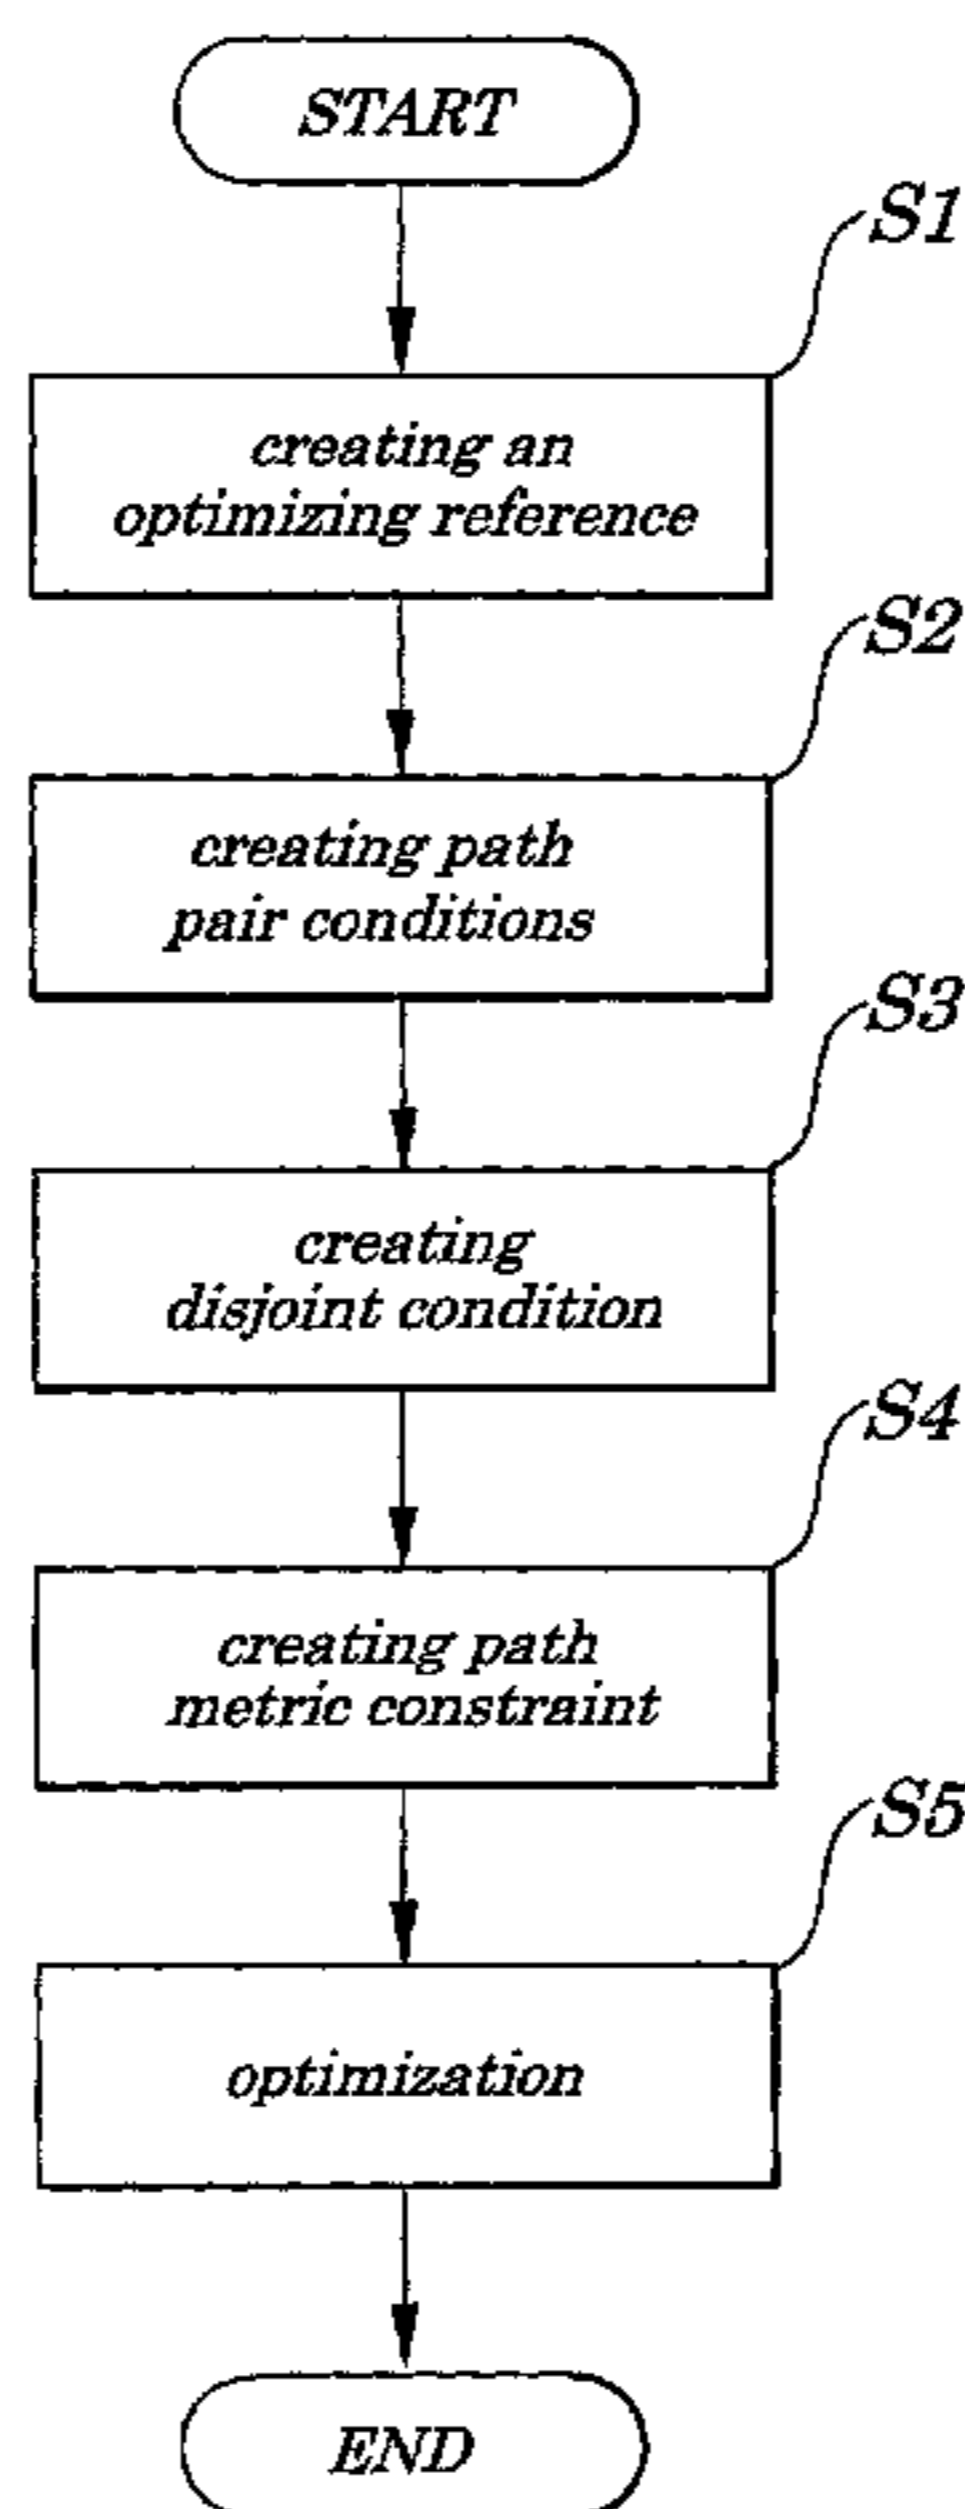 START
S1
creating an
optimizing reference
S2
creating path
pair conditions
S3
creating
disjoint condition
S4
creating path
metric constraint
S5
optimization
END